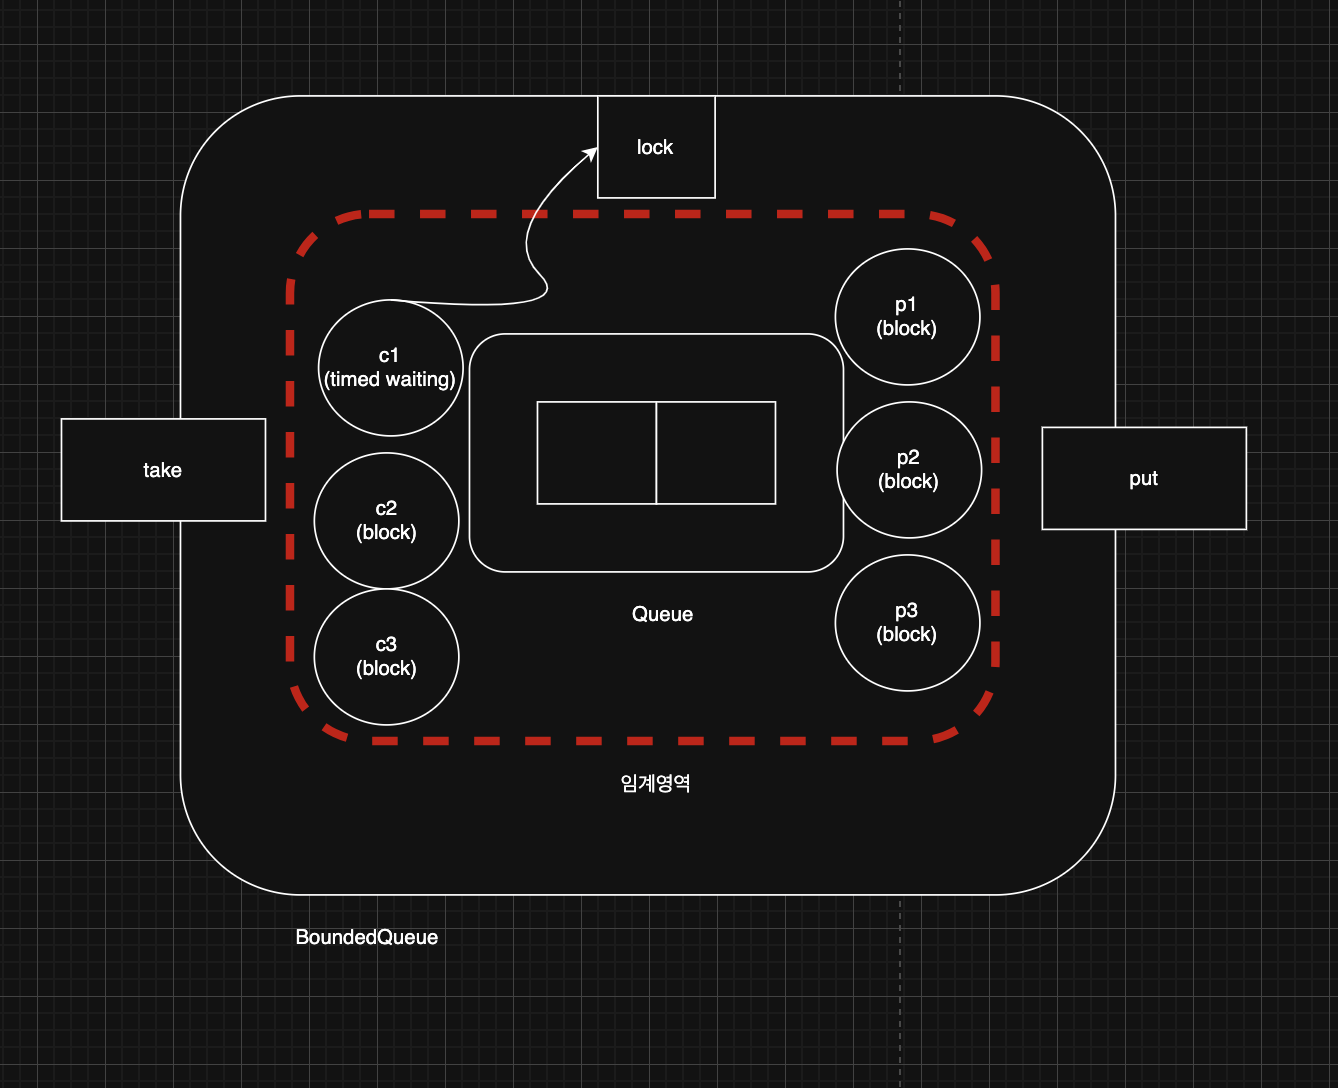 lock
p1
(block)
c1
(timed waiting)
take
p2
(block)
put
c2
(block)
Queue
p3
(block)
c3
(block)
임계영역
BoundedQueue